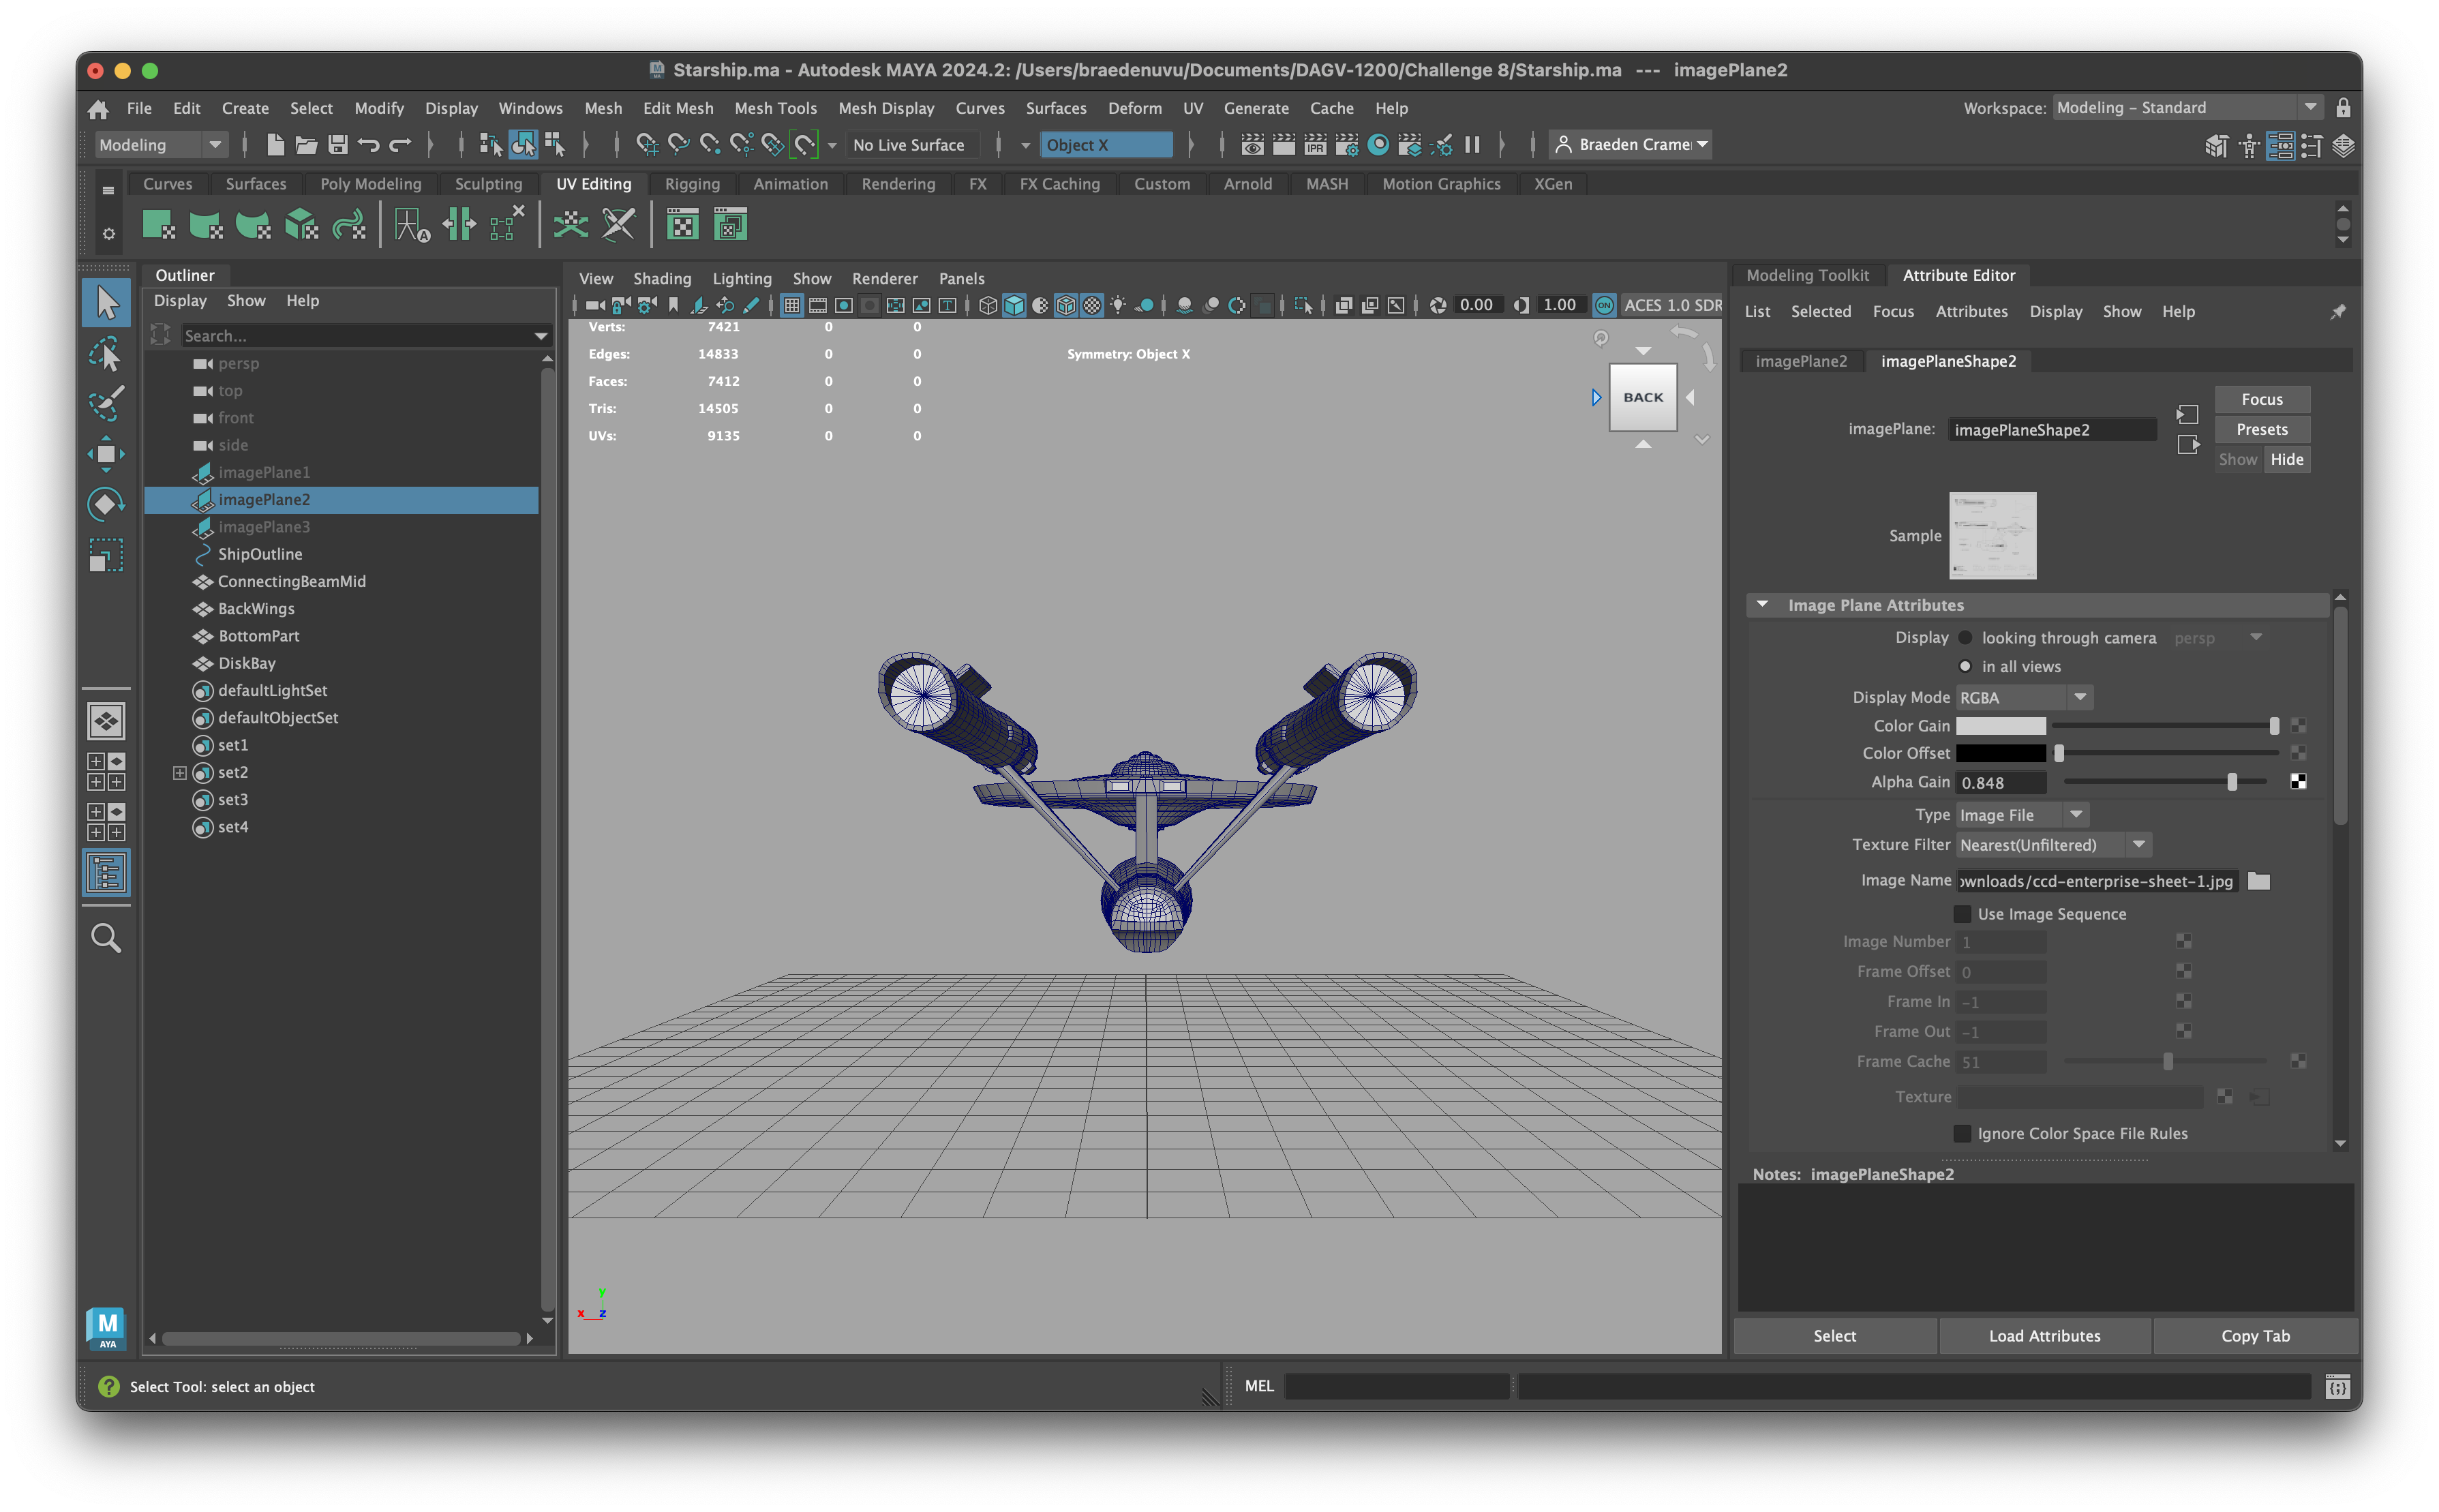 Starship.ma - Autodesk MAYA 2024.2: /Users/braedenuvu/Documents/DAGV-1200/Challenge 8/Starship.ma --- imagePlane2
File Edit Create Select Modify Display Windows Mesh Edit Mesh Mesh Tools Mesh Display Curves Surfaces Deform UV Generate Cache Help Workspace: Modeling - Standard
Modeling No Live Surface Object X IPR Braeden Crame
Curves Surfaces Poly Modeling Sculpting UV Editing Rigging Animation Rendering FX FX Caching Custom Arnold MASH Motion Graphics XGen
Outliner
Display Show Help
Search...
persp
top
front
side
imagePlane1
imagePlane2
imagePlane3
ShipOutline
ConnectingBeamMid
BackWings
BottomPart
DiskBay
defaultLightSet
defaultObjectSet
set1
set2
set3
set4
View Shading Lighting Show Renderer Panels
0.00 1.00 ON ACES 1.0 SDR
Verts: 7421 0 0
Edges: 14833 0 0
Faces: 7412 0 0
Tris: 14505 0 0
UVs: 9135 0 0
Symmetry: Object X
BACK
y
x z
Modeling Toolkit Attribute Editor
List Selected Focus Attributes Display Show Help
imagePlane2 imagePlaneShape2
imagePlane: imagePlaneShape2
Focus
Presets
Show Hide
Sample
Image Plane Attributes
Display looking through camera persp
in all views
Display Mode RGBA
Color Gain
Color Offset
Alpha Gain 0.848
Type Image File
Texture Filter Nearest(Unfiltered)
Image Name ownloads/ccd-enterprise-sheet-1.jpg
Use Image Sequence
Image Number 1
Frame Offset 0
Frame In -1
Frame Out -1
Frame Cache 51
Texture
Ignore Color Space File Rules
Notes: imagePlaneShape2
Select Load Attributes Copy Tab
M
AYA
Select Tool: select an object
MEL